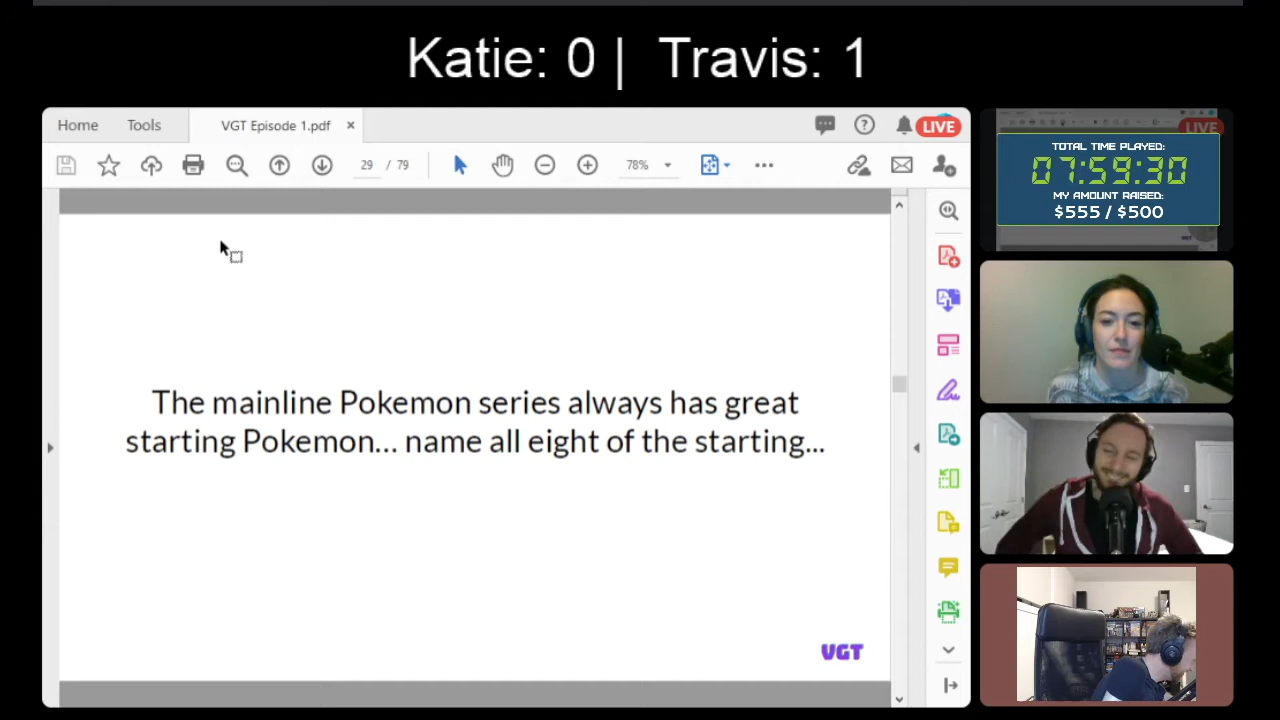 Katie: 0 | Travis: 1
Home Tools VGT Episode 1.pdf LIVE
29 / 79 78%
TOTAL TIME PLAYED:
07:59:30
MY AMOUNT RAISED:
$555 / $500
The mainline Pokemon series always has great
starting Pokemon... name all eight of the starting...
VGT